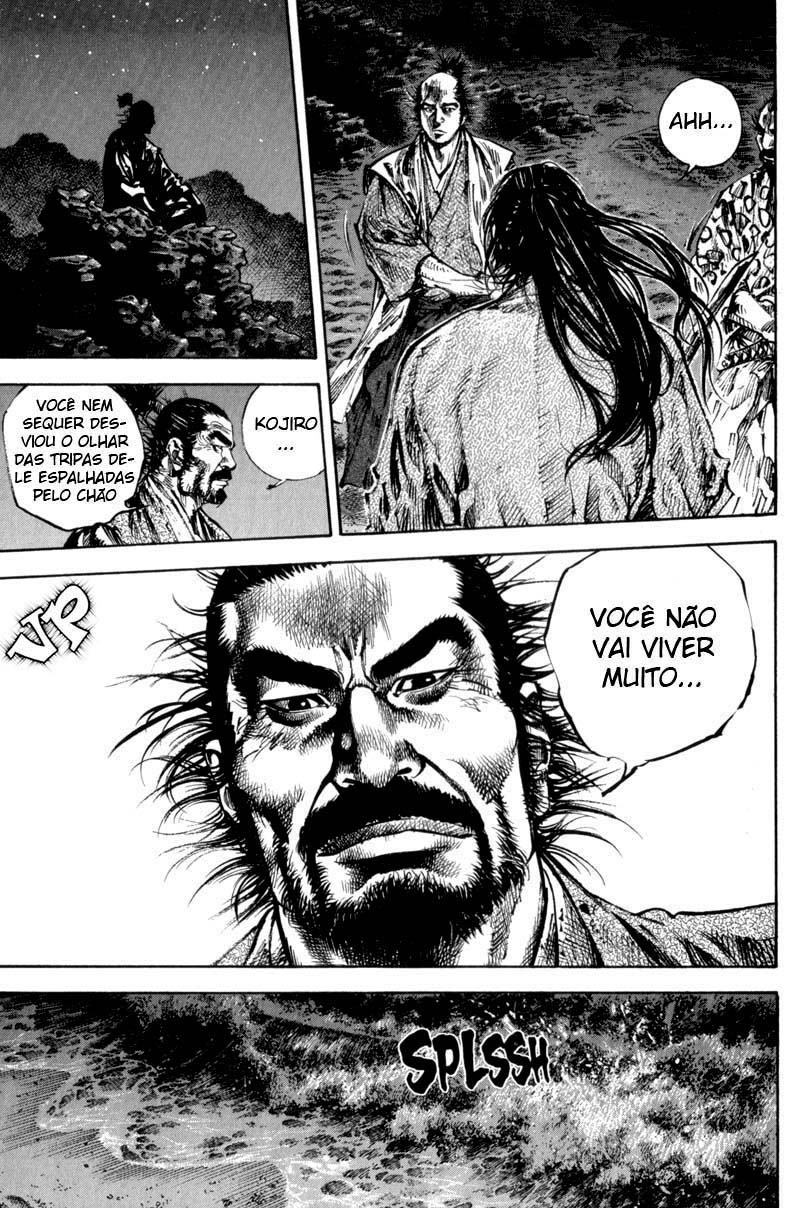 AHH...
KOJIRO
...
VOCÊ NEM
SEQUER DES-
VIOU O OLHAR
DAS TRIPAS DE-
LE ESPALHADAS
PELO CHÃO
VP
VOCÊ NÃO
VAI VIVER
MUITO...
SPLSSH